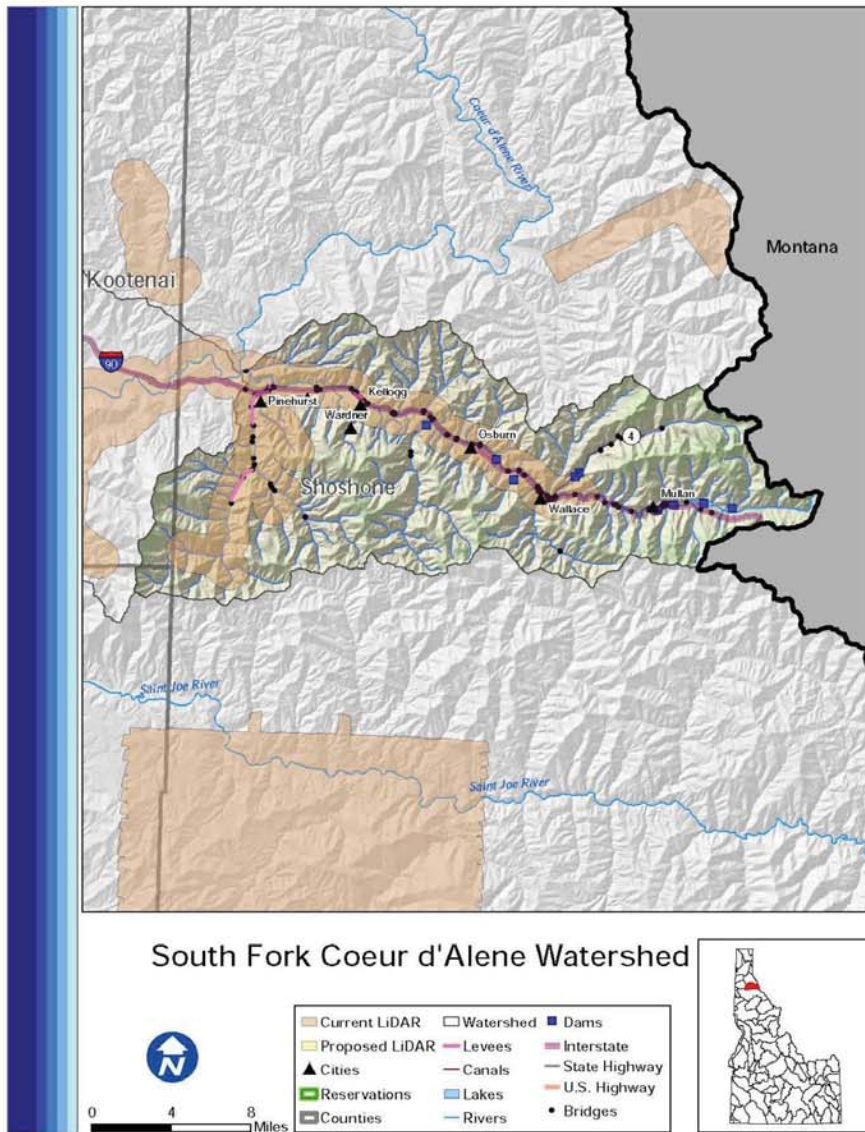 Coeur
d'Alene River
Montana
Kootenai
90
Pinehurst
Kellogg
Wardner
Osburn
4
Shoshone
Wallace
Mullan
Saint Joe River
Saint Joe River
South Fork Coeur d'Alene Watershed
Current LiDAR
Proposed LiDAR
Cities
Reservations
Counties
Watershed
Levees
Canals
Lakes
Rivers
Dams
Interstate
State Highway
U.S. Highway
Bridges
N
0 4 8
Miles